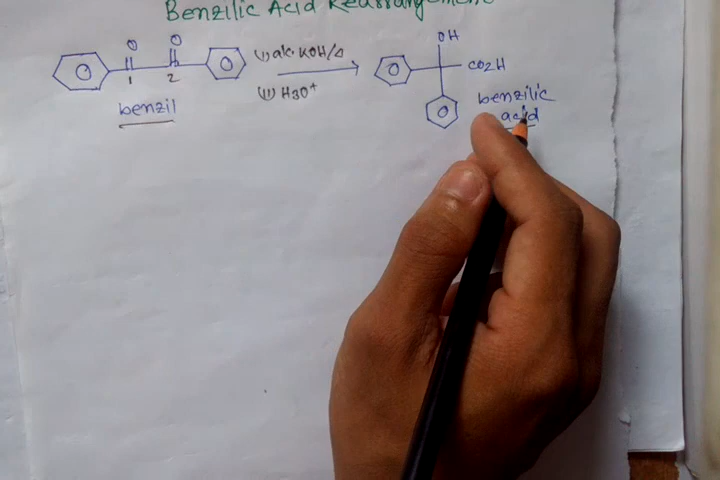 Benzilic Acid Rearrangement
O O
1 2
benzil
(i) alc. KOH/Δ
(ii) H3O+
OH
CO2H
benzilic
acid